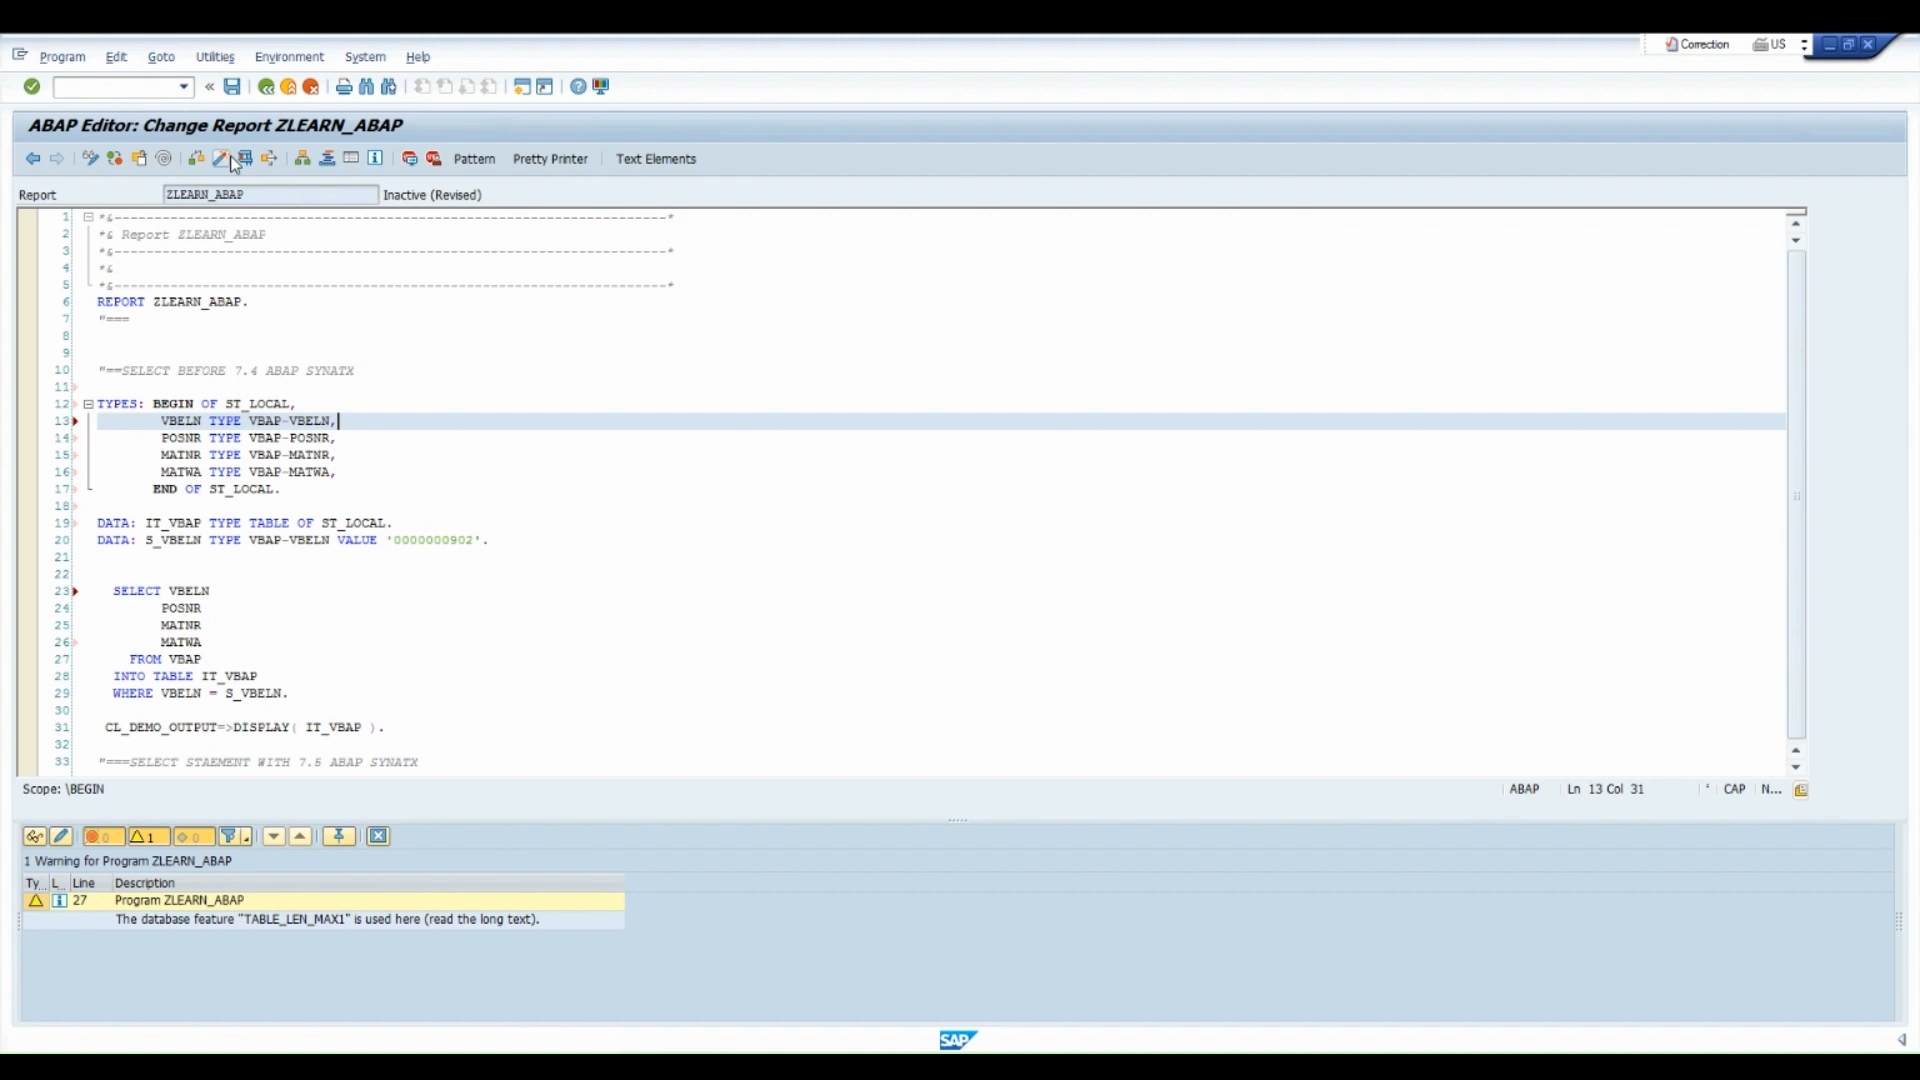 Program Edit Goto Utilities Environment System Help
Correction US
ABAP Editor: Change Report ZLEARN_ABAP
Pattern Pretty Printer Text Elements
Report ZLEARN_ABAP Inactive (Revised)
1 *&---------------------------------------------------------------------*
2 *& Report ZLEARN_ABAP
3 *&---------------------------------------------------------------------*
4 *&
5 *&---------------------------------------------------------------------*
6 REPORT ZLEARN_ABAP.
7 "===
8
9
10 "==SELECT BEFORE 7.4 ABAP SYNATX
11
12 TYPES: BEGIN OF ST_LOCAL,
13 VBELN TYPE VBAP-VBELN,
14 POSNR TYPE VBAP-POSNR,
15 MATNR TYPE VBAP-MATNR,
16 MATWA TYPE VBAP-MATWA,
17 END OF ST_LOCAL.
18
19 DATA: IT_VBAP TYPE TABLE OF ST_LOCAL.
20 DATA: S_VBELN TYPE VBAP-VBELN VALUE '0000000902'.
21
22
23 SELECT VBELN
24 POSNR
25 MATNR
26 MATWA
27 FROM VBAP
28 INTO TABLE IT_VBAP
29 WHERE VBELN = S_VBELN.
30
31 CL_DEMO_OUTPUT=>DISPLAY( IT_VBAP ).
32
33 "===SELECT STAEMENT WITH 7.5 ABAP SYNATX
Scope: \BEGIN ABAP Ln 13 Col 31 CAP N...
0 1 0
1 Warning for Program ZLEARN_ABAP
Ty... L... Line Description
27 Program ZLEARN_ABAP
The database feature "TABLE_LEN_MAX1" is used here (read the long text).
SAP